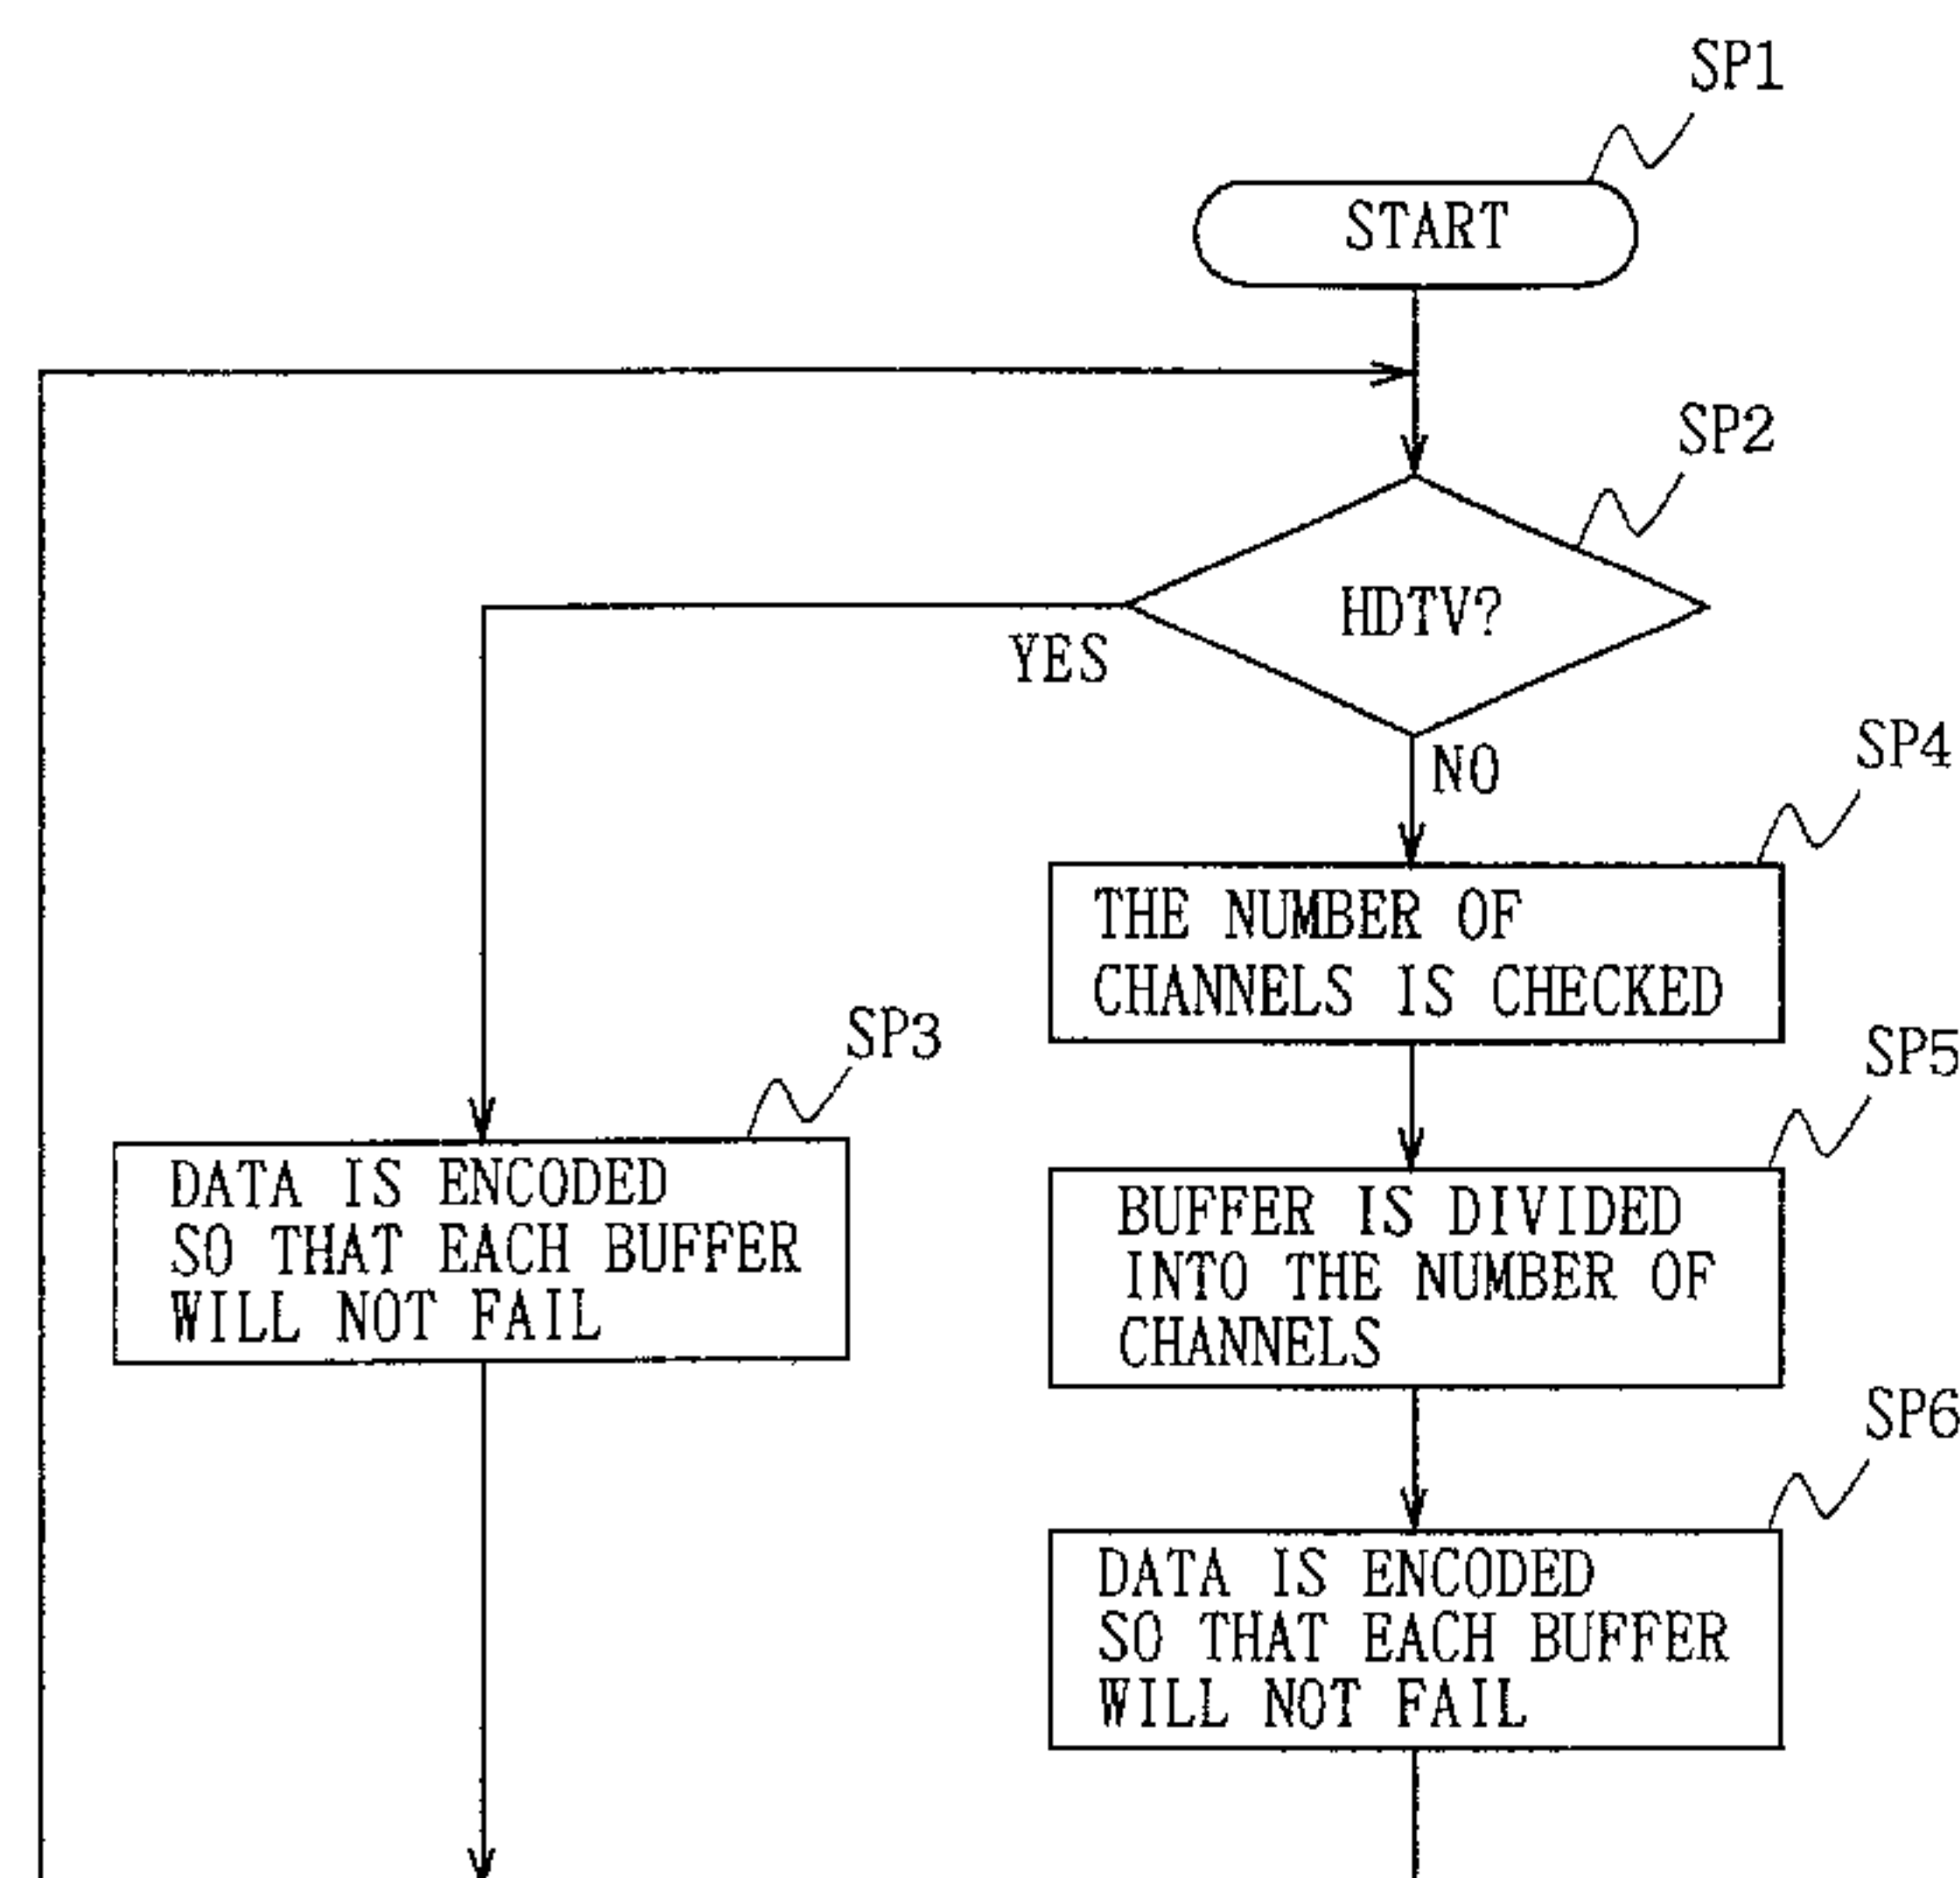 SP1
START
SP2
HDTV?
YES
NO
SP4
THE NUMBER OF
CHANNELS IS CHECKED
SP3
SP5
DATA IS ENCODED
SO THAT EACH BUFFER
WILL NOT FAIL
BUFFER IS DIVIDED
INTO THE NUMBER OF
CHANNELS
SP6
DATA IS ENCODED
SO THAT EACH BUFFER
WILL NOT FAIL